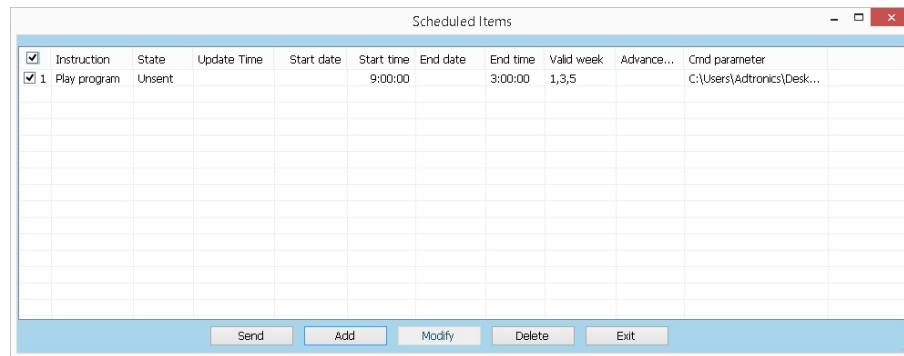 Scheduled Items
Instruction State Update Time Start date Start time End date End time Valid week Advance... Cmd parameter
1 Play program Unsent 9:00:00 3:00:00 1,3,5 C:\Users\Adtronics\Desk...
Send Add Modify Delete Exit